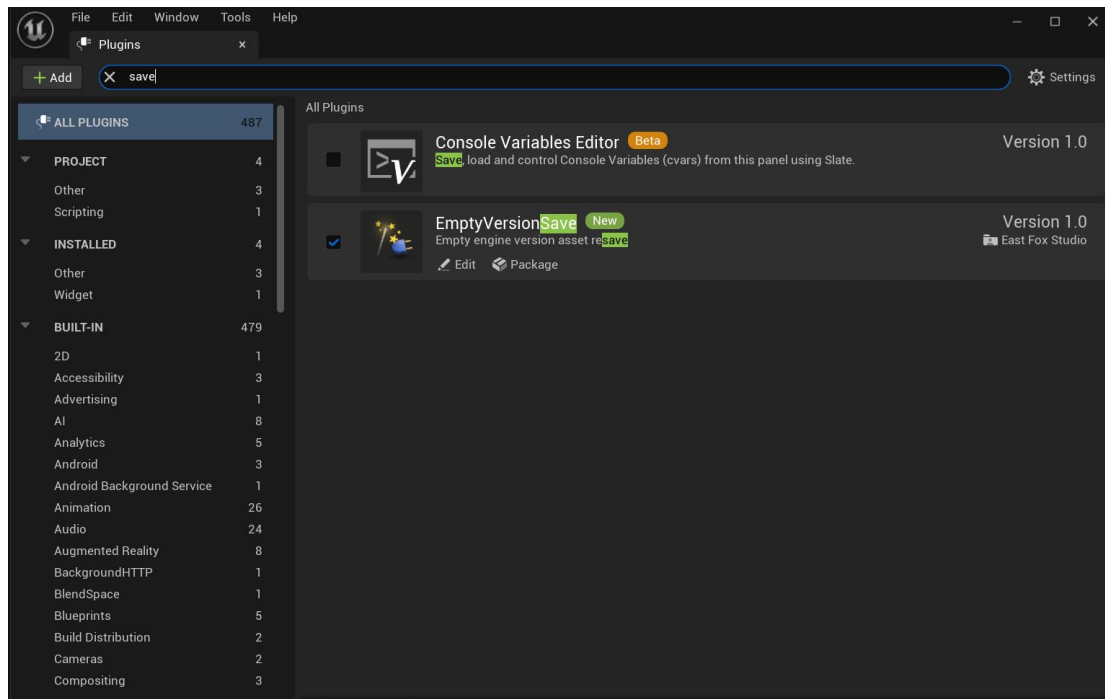 File Edit Window Tools Help
Plugins
Add
save
Settings
ALL PLUGINS 487
PROJECT 4
Other 3
Scripting 1
INSTALLED 4
Other 3
Widget 1
BUILT-IN 479
2D 1
Accessibility 3
Advertising 1
AI 8
Analytics 5
Android 3
Android Background Service 1
Animation 26
Audio 24
Augmented Reality 8
BackgroundHTTP 1
BlendSpace 1
Blueprints 5
Build Distribution 2
Cameras 2
Compositing 3
All Plugins
Console Variables Editor Beta Version 1.0
Save, load and control Console Variables (cvars) from this panel using Slate.
EmptyVersionSave New Version 1.0
Empty engine version asset resave East Fox Studio
Edit Package